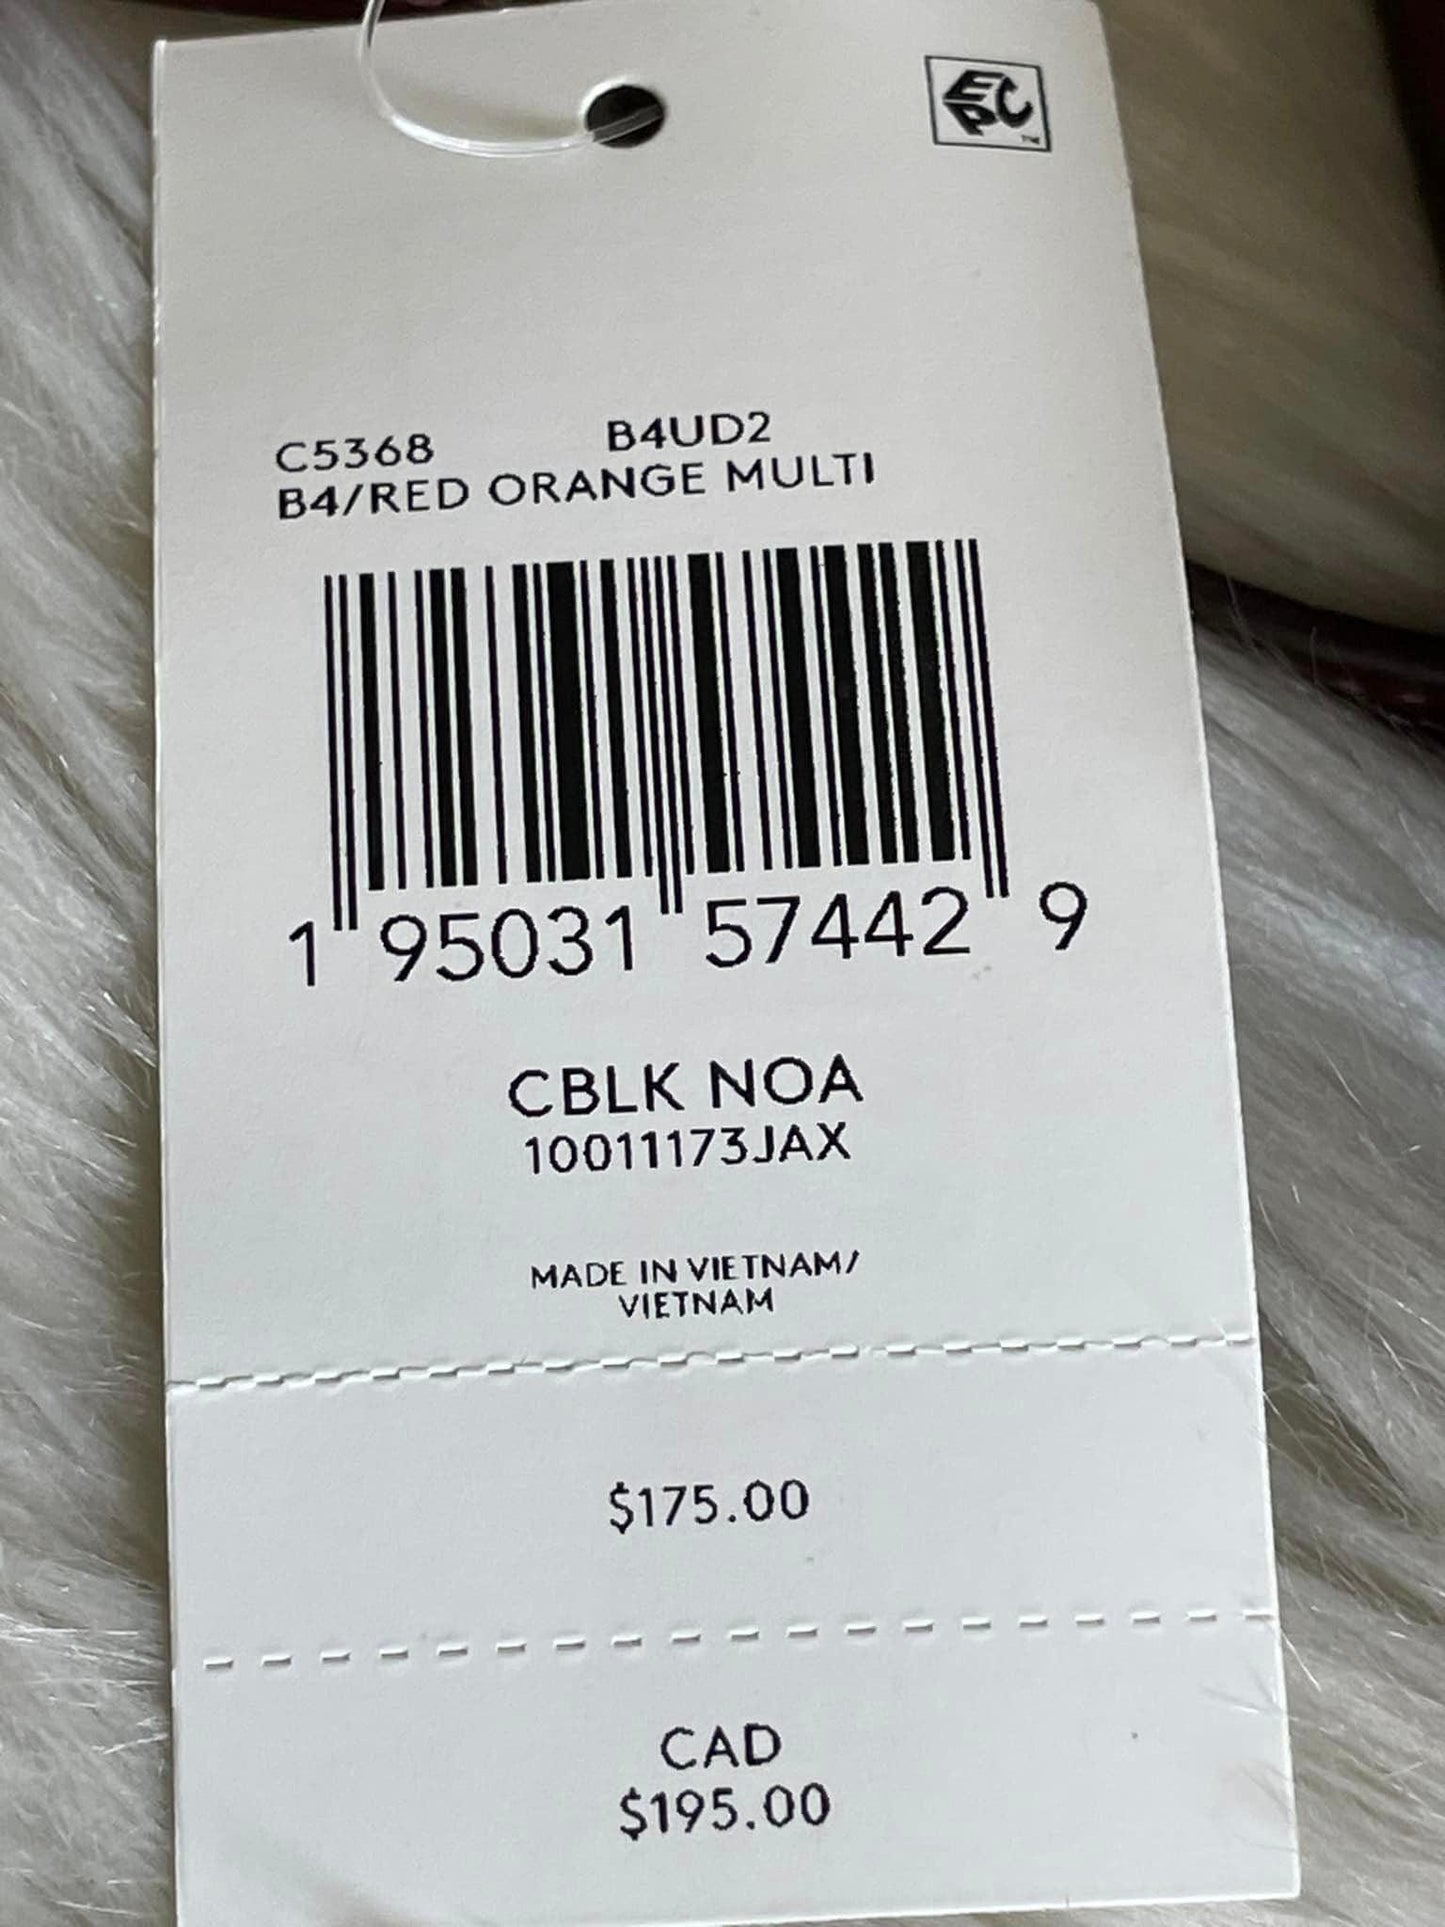 EPC
TM
C5368 B4UD2
B4/RED ORANGE MULTI
1 95031 57442 9
CBLK NOA
10011173JAX
MADE IN VIETNAM/
VIETNAM
$175.00
CAD
$195.00